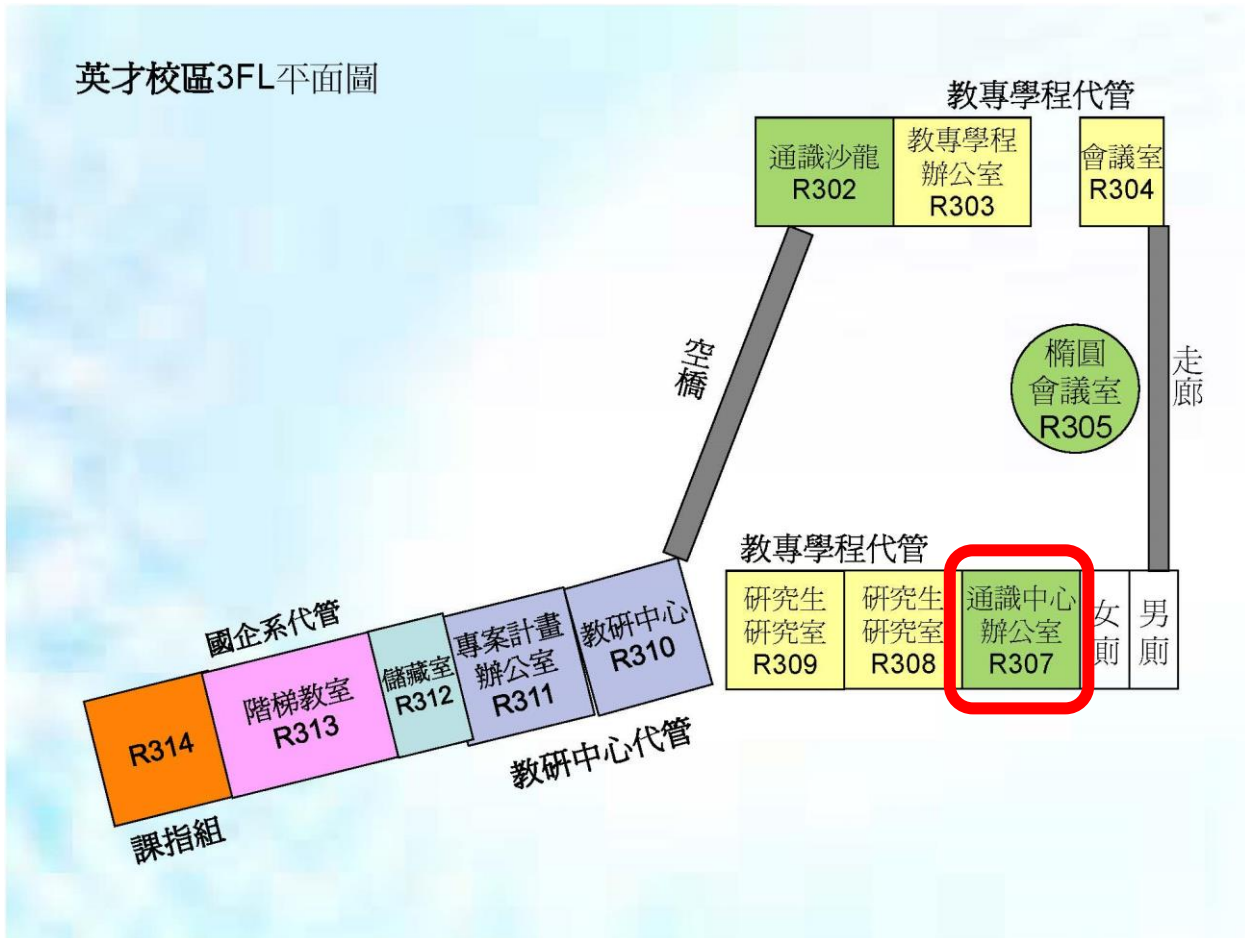 英才校區3FL平面圖
教專學程代管
通識沙龍
R302
教專學程
辦公室
R303
會議室
R304
空橋
橢圓
會議室
R305
走廊
教專學程代管
研究生
研究室
R309
研究生
研究室
R308
通識中心
辦公室
R307
女廁
男廁
國企系代管
R314
階梯教室
R313
儲藏室
R312
專案計畫
辦公室
R311
教研中心
R310
教研中心代管
課指組